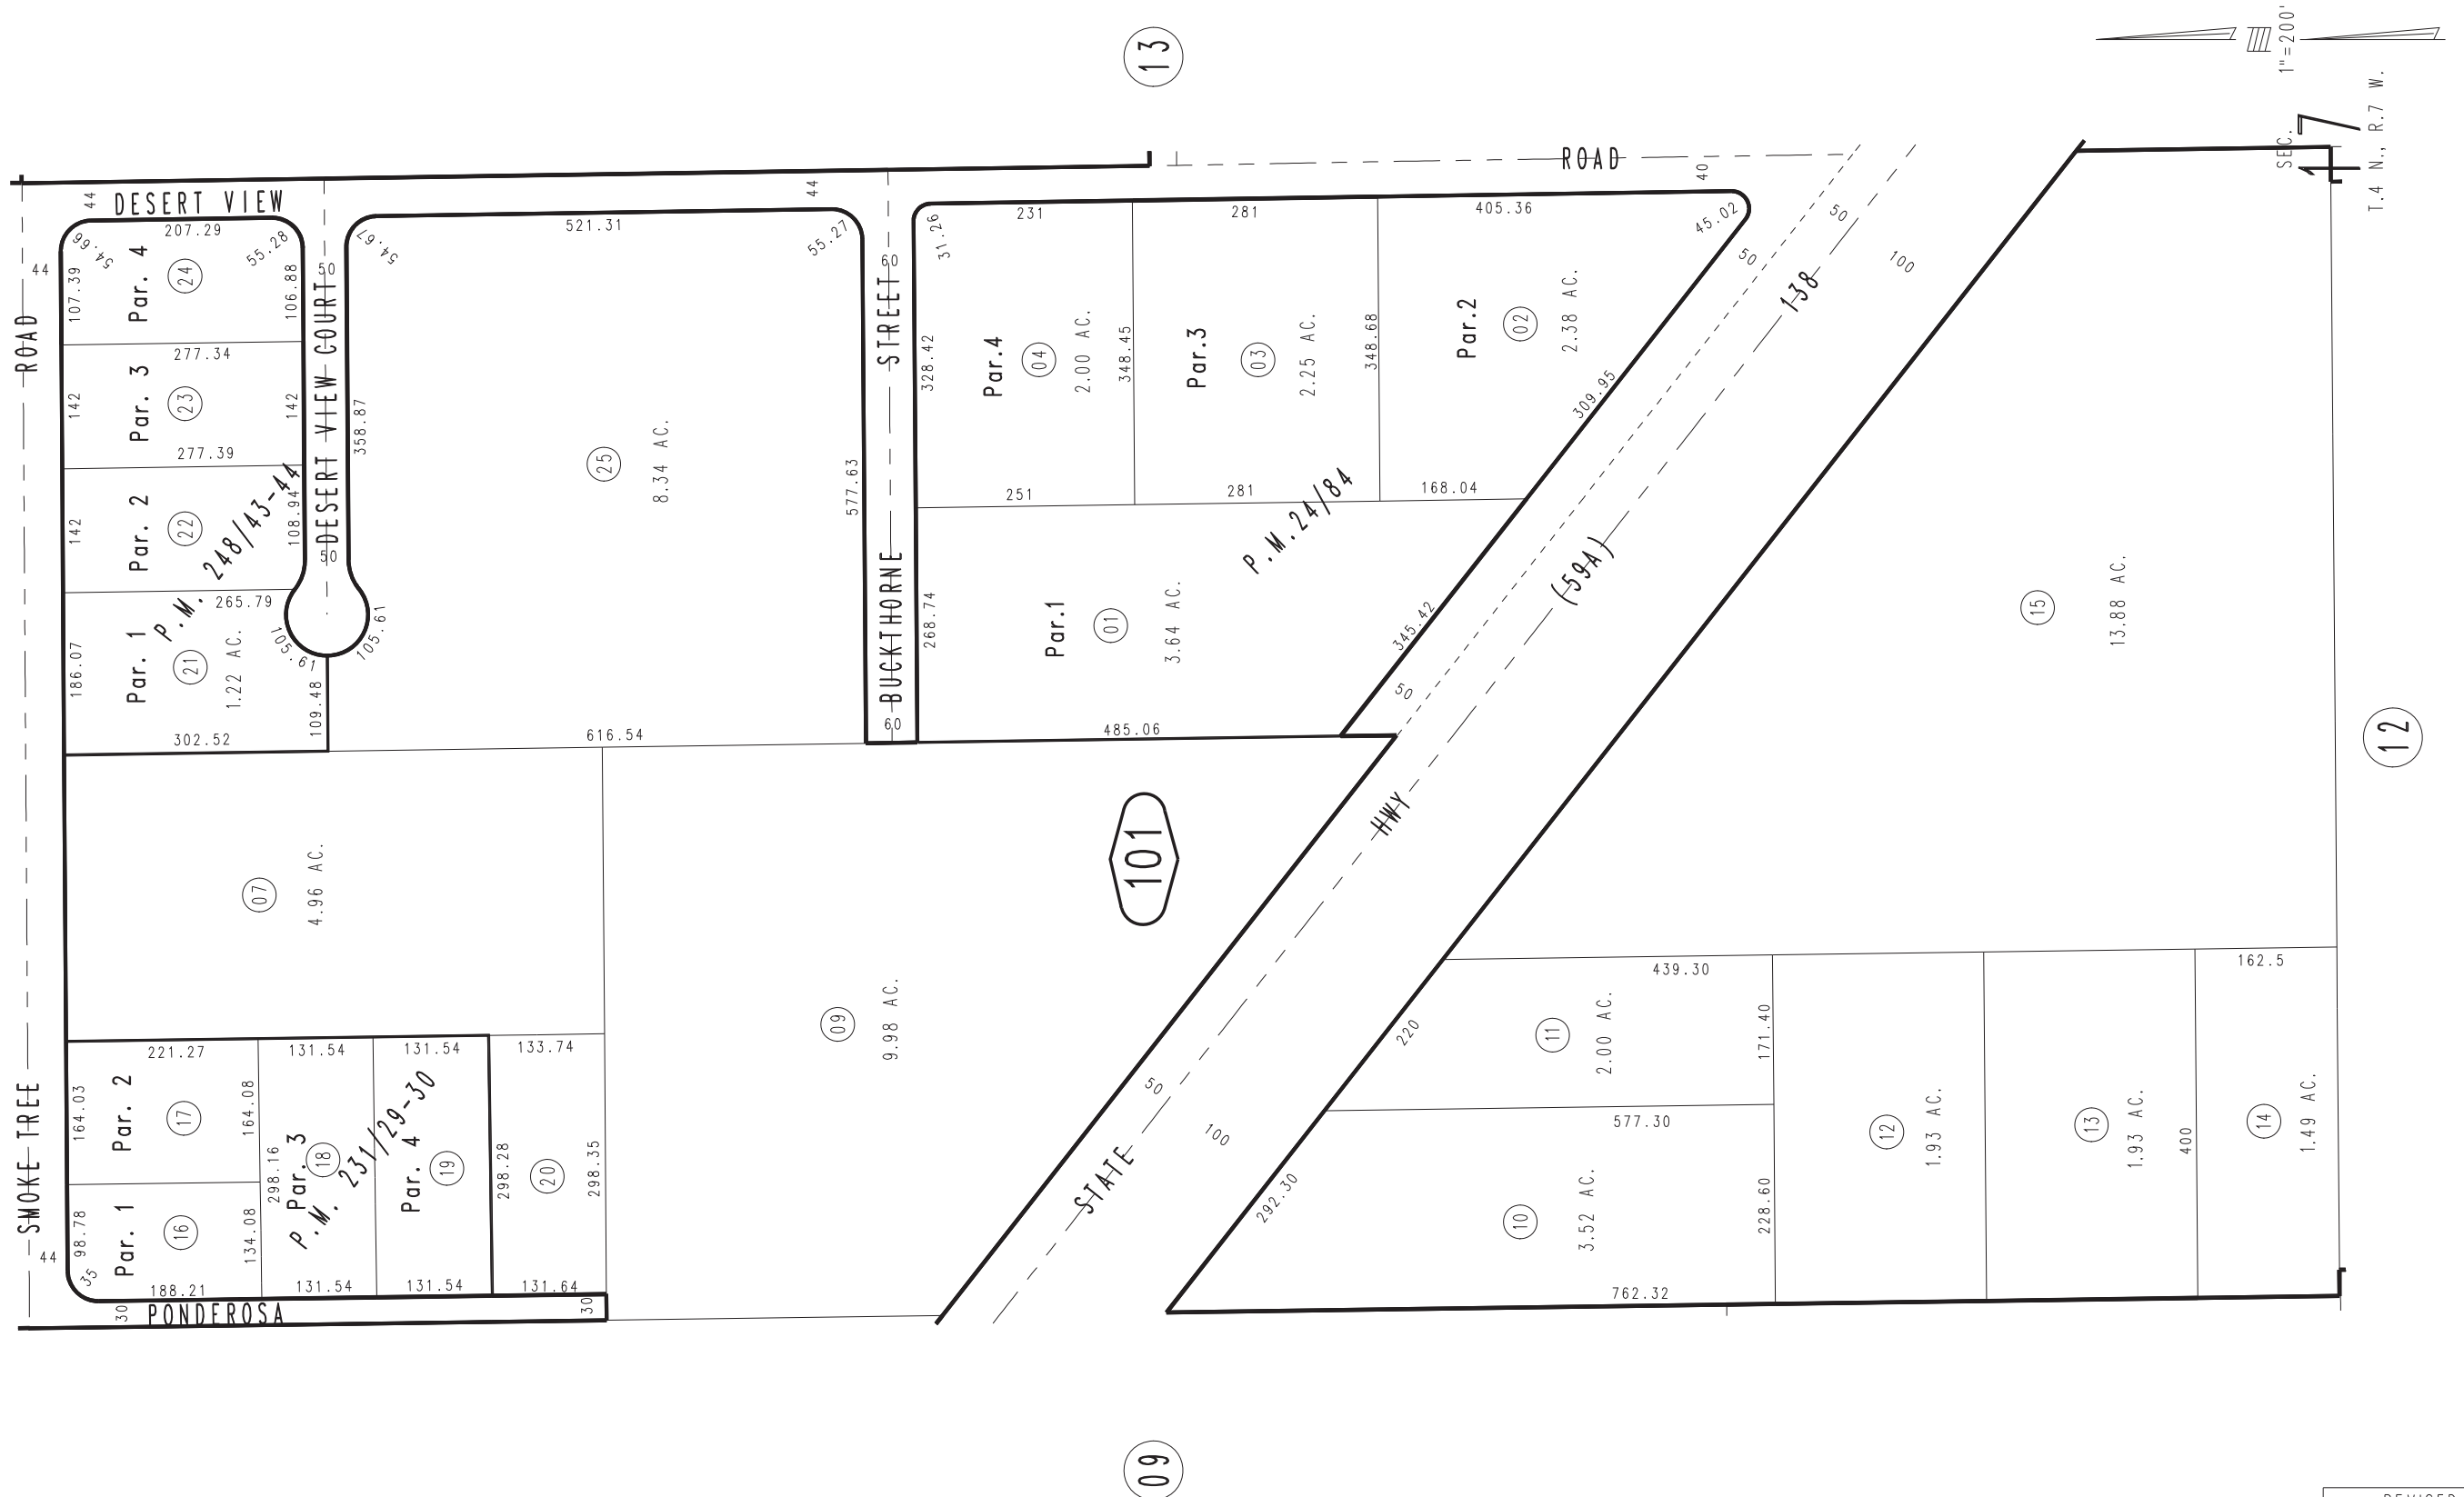 13
1"=200'
SEC.
17
T.4 N., R.7 W.
ROAD
40
DESERT VIEW
44
44
44
207.29
54.66
55.28
107.39
Par. 4
24
106.88
50
54.67
521.31
55.27
60
31.26
231
281
405.36
45.02
50
50
100
138
ROAD
277.34
142
Par. 3
23
142
277.39
DESERT VIEW COURT
358.87
25
8.34 AC.
577.63
STREET
328.42
Par.4
04
2.00 AC.
348.45
Par.3
03
2.25 AC.
348.68
Par.2
02
2.38 AC.
309.95
142
Par. 2
22
108.94
P.M. 248/43-44
50
251
281
168.04
P.M.24/84
(59A)
265.79
186.07
Par. 1
21
1.22 AC.
105.61
105.61
109.48
302.52
616.54
BUCKTHORNE
60
268.74
Par.1
01
3.64 AC.
345.42
50
485.06
15
13.88 AC.
12
101
HWY
07
4.96 AC.
09
9.98 AC.
439.30
162.5
220
11
2.00 AC.
171.40
SMOKE TREE
221.27
131.54
131.54
133.74
164.03
Par. 2
17
164.08
Par. 3
18
298.16
P.M. 231/29-30
Par. 4
19
298.28
20
298.35
50
100
STATE
577.30
12
1.93 AC.
13
1.93 AC.
400
14
1.49 AC.
44
98.78
35
Par. 1
16
134.08
188.21
131.54
131.54
131.64
292.30
10
3.52 AC.
228.60
762.32
30
PONDEROSA
30
09